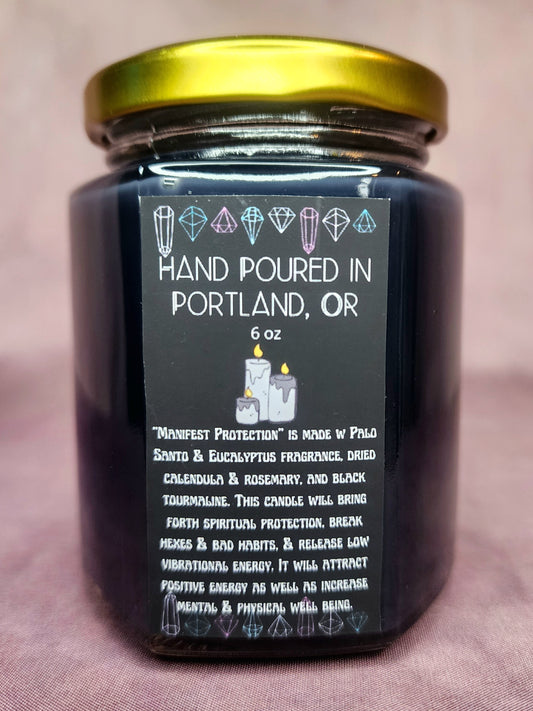 Hand Poured in
Portland, Or
6 oz
"Manifest Protection" is made w Palo
Santo & Eucalyptus fragrance, dried
calendula & rosemary, and black
tourmaline. This candle will bring
forth spiritual protection, break
hexes & bad habits, & release low
vibrational energy. It will attract
positive energy as well as increase
mental & physical well being.